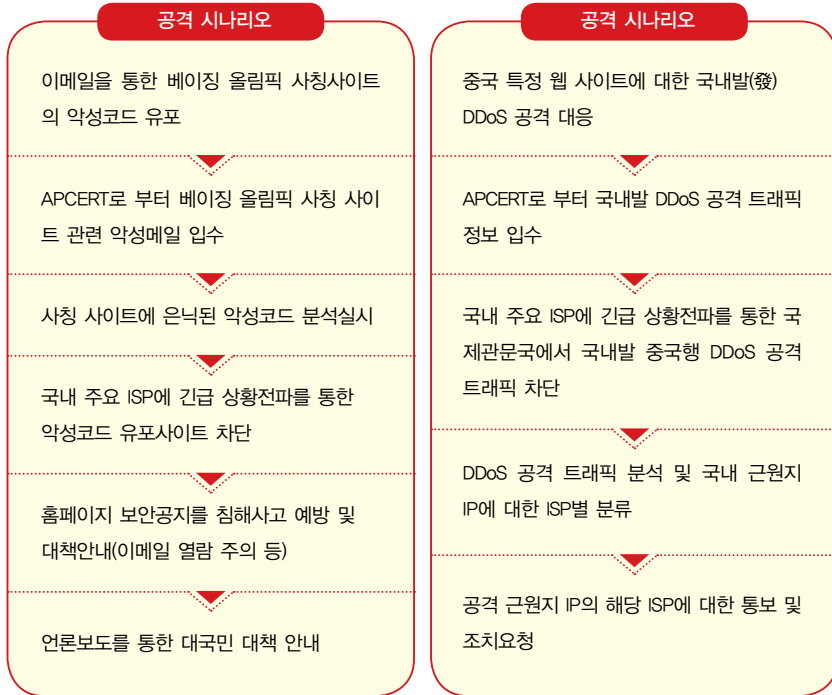 공격 시나리오
이메일을 통한 베이징 올림픽 사칭사이트
의 악성코드 유포
APCERT로 부터 베이징 올림픽 사칭 사이
트 관련 악성메일 입수
사칭 사이트에 은닉된 악성코드 분석실시
국내 주요 ISP에 긴급 상황전파를 통한
악성코드 유포사이트 차단
홈페이지 보안공지를 침해사고 예방 및
대책안내(이메일 열람 주의 등)
언론보도를 통한 대국민 대책 안내
공격 시나리오
중국 특정 웹 사이트에 대한 국내발(發)
DDoS 공격 대응
APCERT로 부터 국내발 DDoS 공격 트래픽
정보 입수
국내 주요 ISP에 긴급 상황전파를 통한 국
제관문국에서 국내발 중국행 DDoS 공격
트래픽 차단
DDoS 공격 트래픽 분석 및 국내 근원지
IP에 대한 ISP별 분류
공격 근원지 IP의 해당 ISP에 대한 통보 및
조치요청